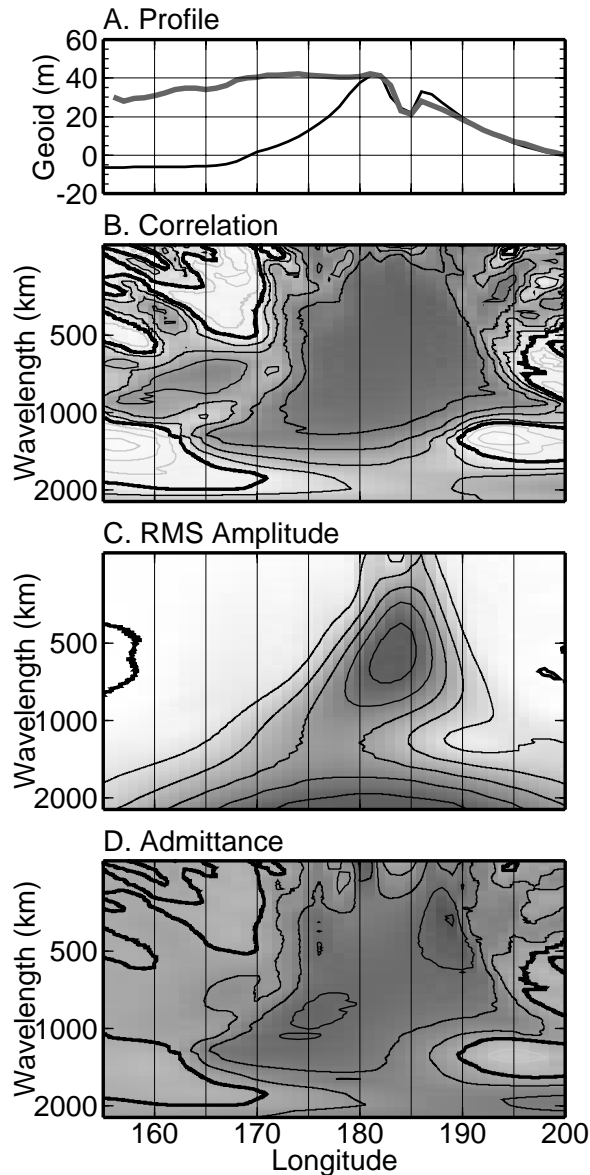 A. Profile
60
40
20
0
-20
Geoid (m)
B. Correlation
500
1000
2000
Wavelength (km)
C. RMS Amplitude
500
1000
2000
Wavelength (km)
D. Admittance
500
1000
2000
Wavelength (km)
160 170 180 190 200
Longitude